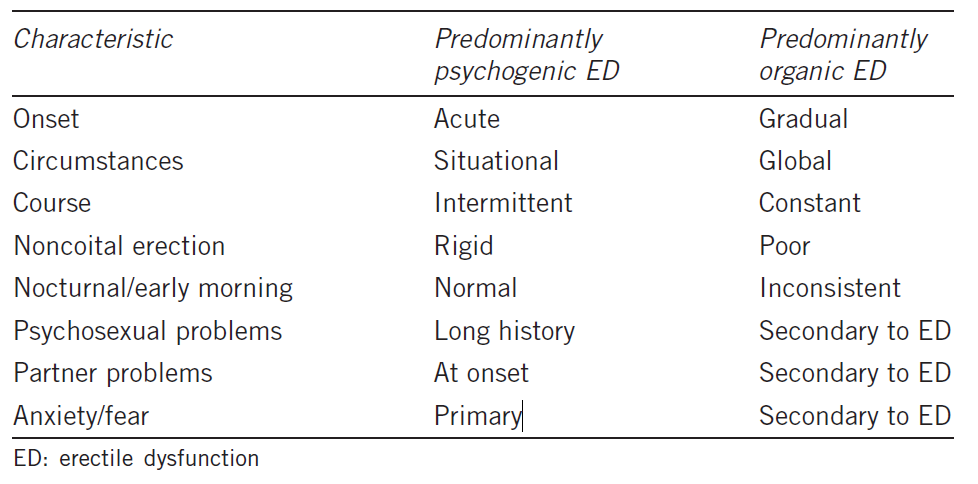 Characteristic Predominantly psychogenic ED Predominantly organic ED
Onset Acute Gradual
Circumstances Situational Global
Course Intermittent Constant
Noncoital erection Rigid Poor
Nocturnal/early morning Normal Inconsistent
Psychosexual problems Long history Secondary to ED
Partner problems At onset Secondary to ED
Anxiety/fear Primary Secondary to ED
ED: erectile dysfunction